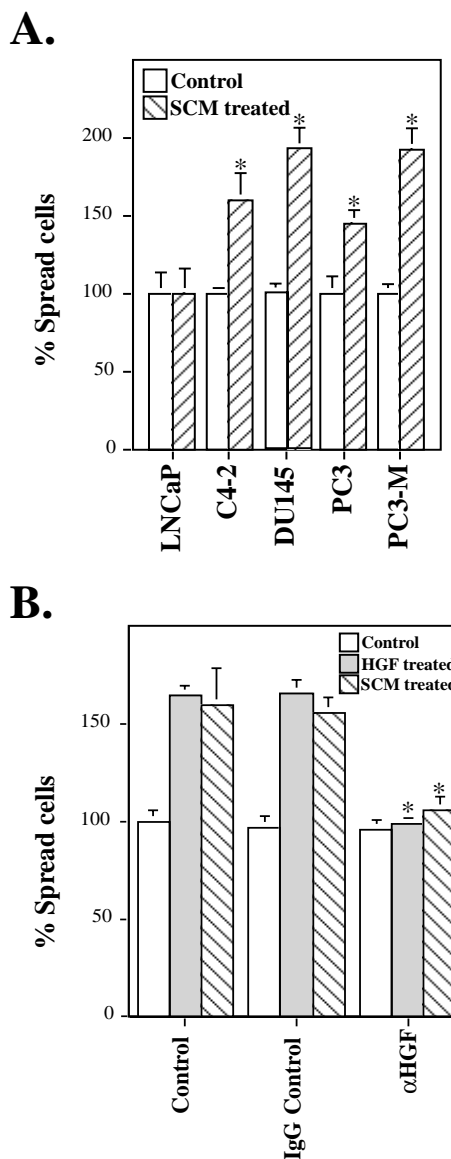 A.
Control
SCM treated
% Spread cells
200
150
100
50
0
* * * *
LNCaP
C4-2
DU145
PC3
PC3-M
B.
Control
HGF treated
SCM treated
% Spread cells
150
100
50
0
* *
Control
IgG Control
αHGF